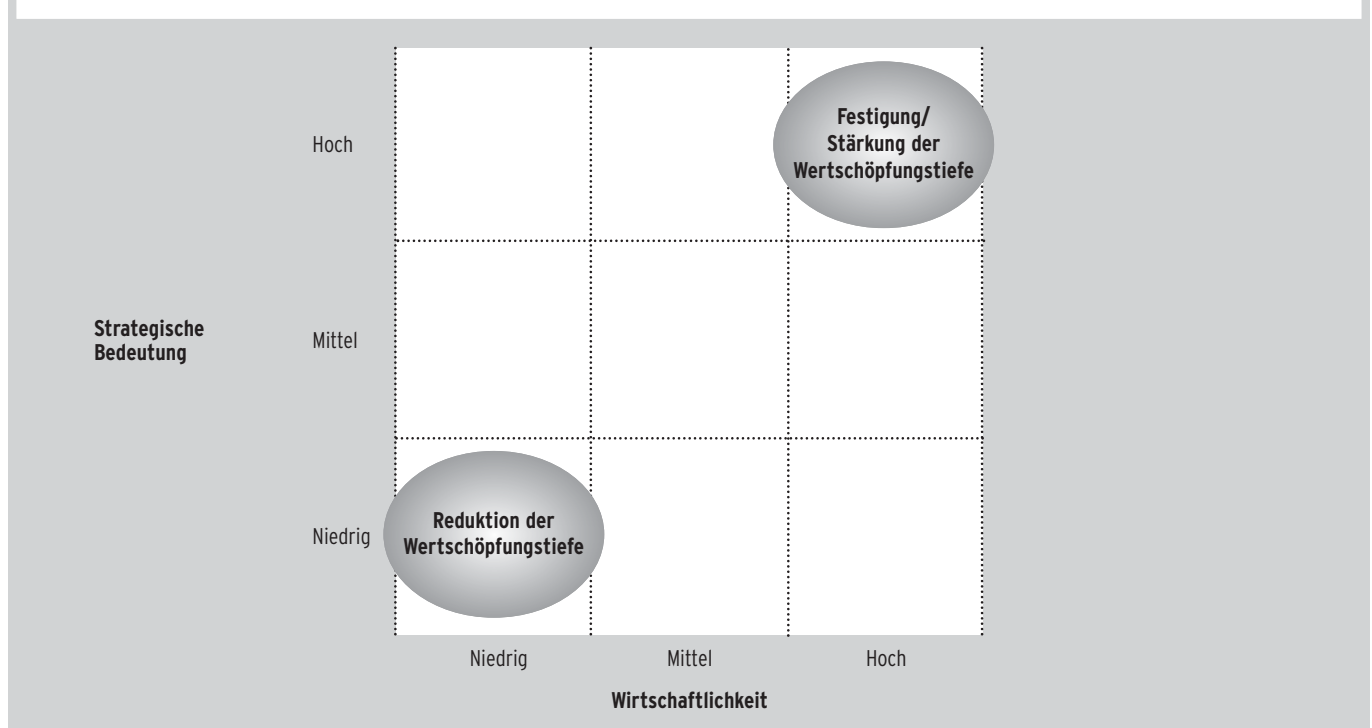 Hoch
Festigung/
Stärkung der
Wertschöpfungstiefe
Strategische
Bedeutung
Mittel
Niedrig
Reduktion der
Wertschöpfungstiefe
Niedrig
Mittel
Hoch
Wirtschaftlichkeit